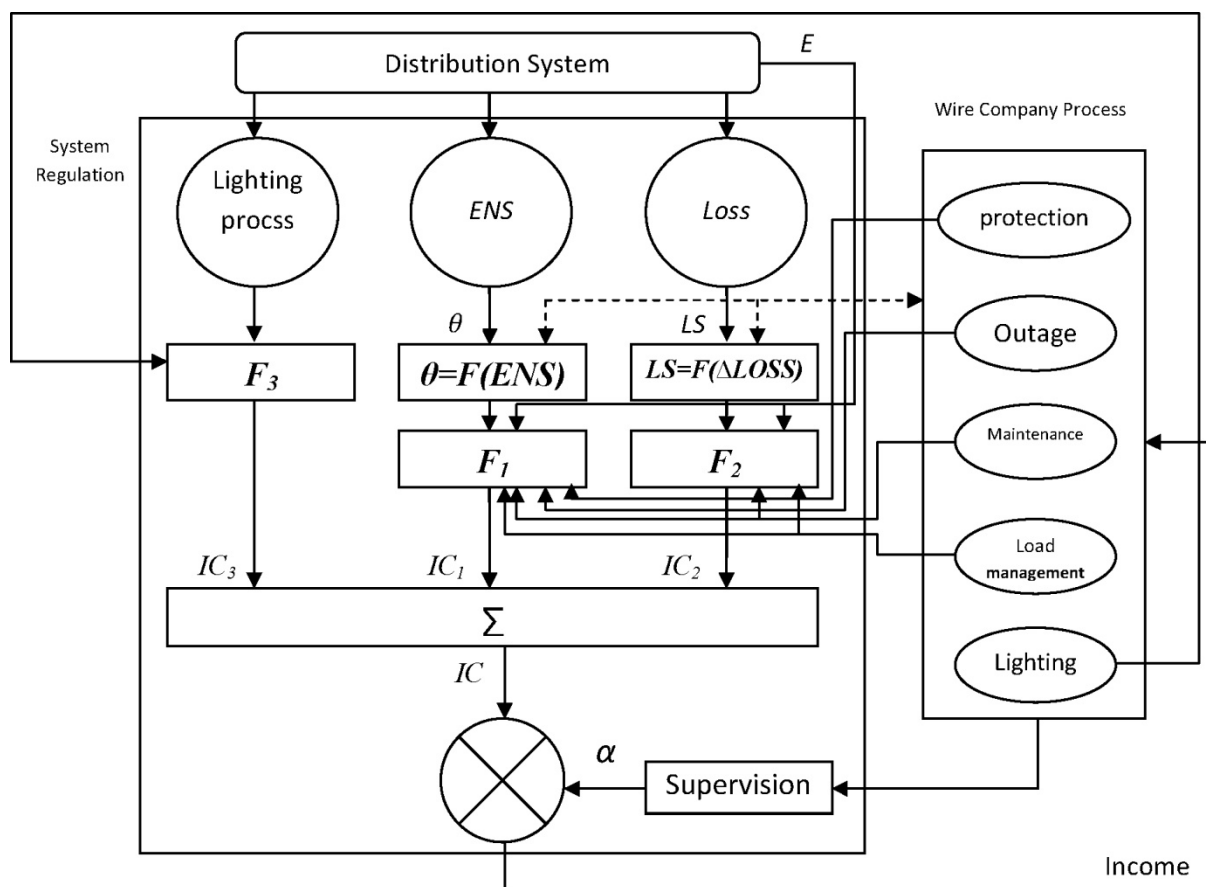 E
Distribution System
Wire Company Process
System
Regulation
Lighting
procss
ENS
Loss
protection
θ
LS
Outage
F₃
θ=F(ENS)
LS=F(ΔLOSS)
Maintenance
F₁
F₂
Load
management
IC₃
IC₁
IC₂
Σ
Lighting
IC
α
Supervision
Income